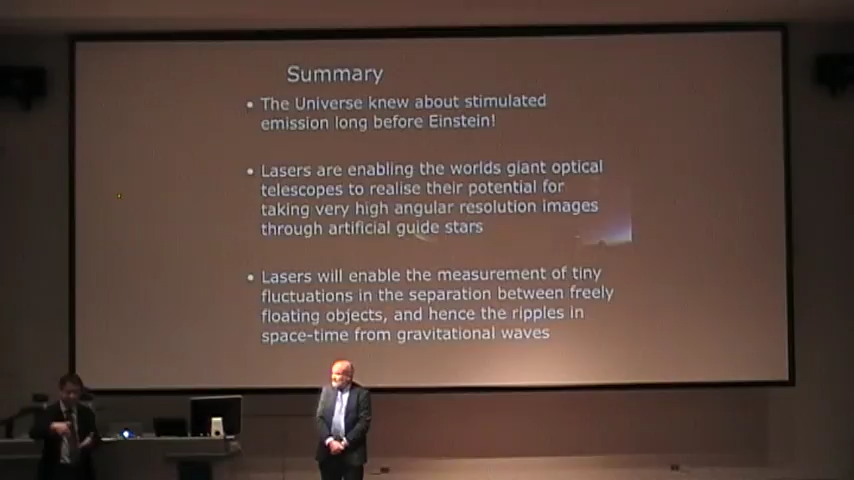 Summary
• The Universe knew about stimulated
emission long before Einstein!
• Lasers are enabling the worlds giant optical
telescopes to realise their potential for
taking very high angular resolution images
through artificial guide stars
• Lasers will enable the measurement of tiny
fluctuations in the separation between freely
floating objects, and hence the ripples in
space-time from gravitational waves